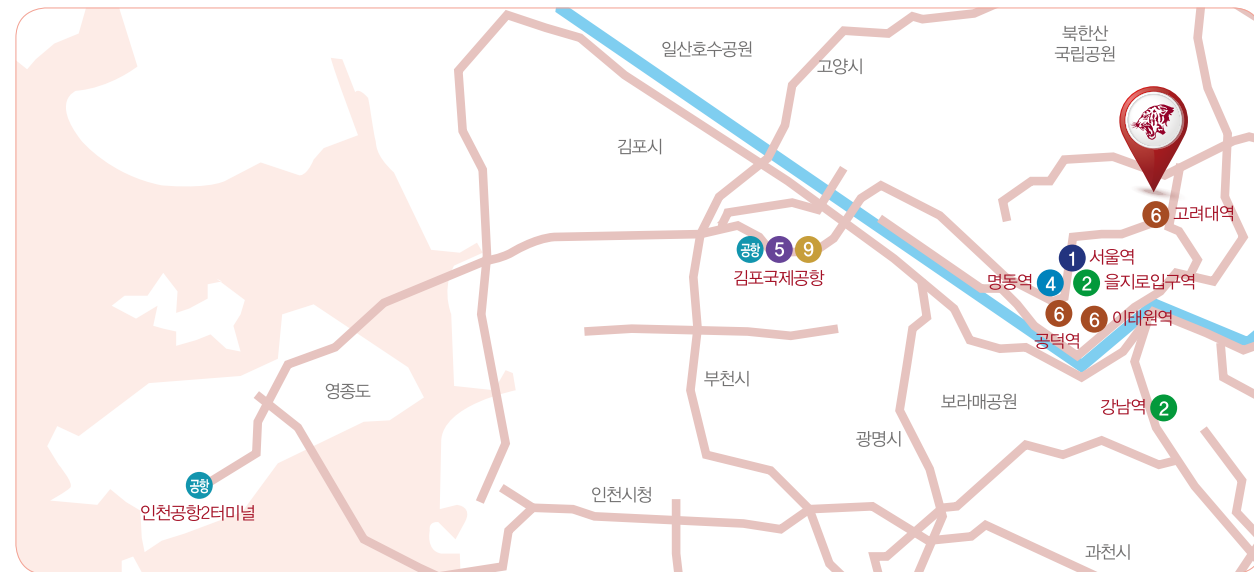 일산호수공원
고양시
북한산
국립공원
김포시
6 고려대역
공항 5 9
김포국제공항
1 서울역
명동역 4
2 을지로입구역
6
공덕역
6 이태원역
영종도
부천시
보라매공원
강남역 2
광명시
공항
인천공항2터미널
인천시청
과천시